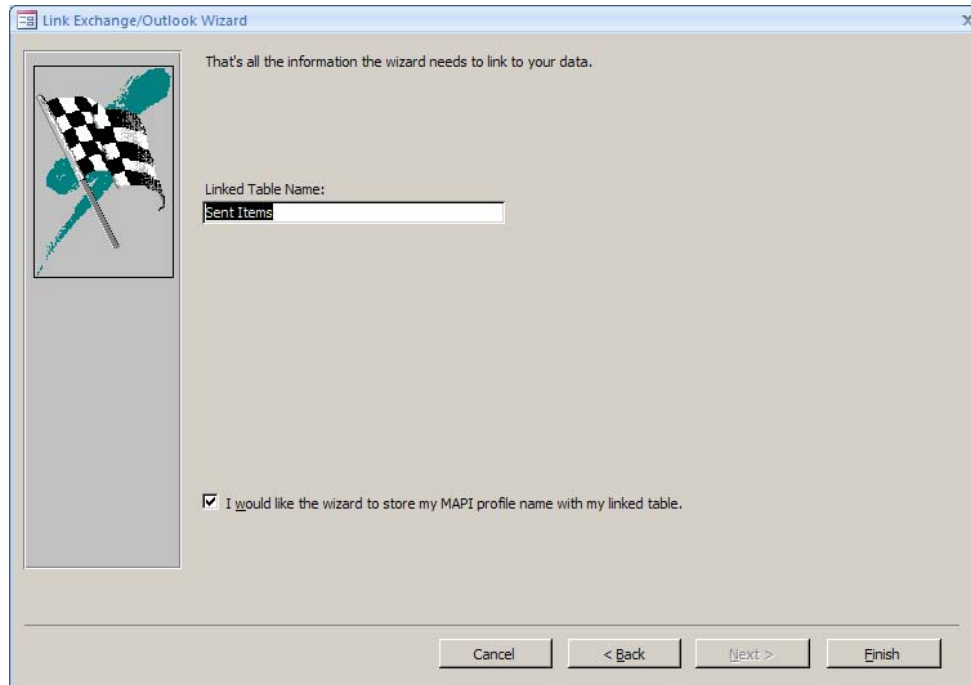 Link Exchange/Outlook Wizard
That's all the information the wizard needs to link to your data.
Linked Table Name:
Sent Items
I would like the wizard to store my MAPI profile name with my linked table.
Cancel
< Back
Next >
Finish